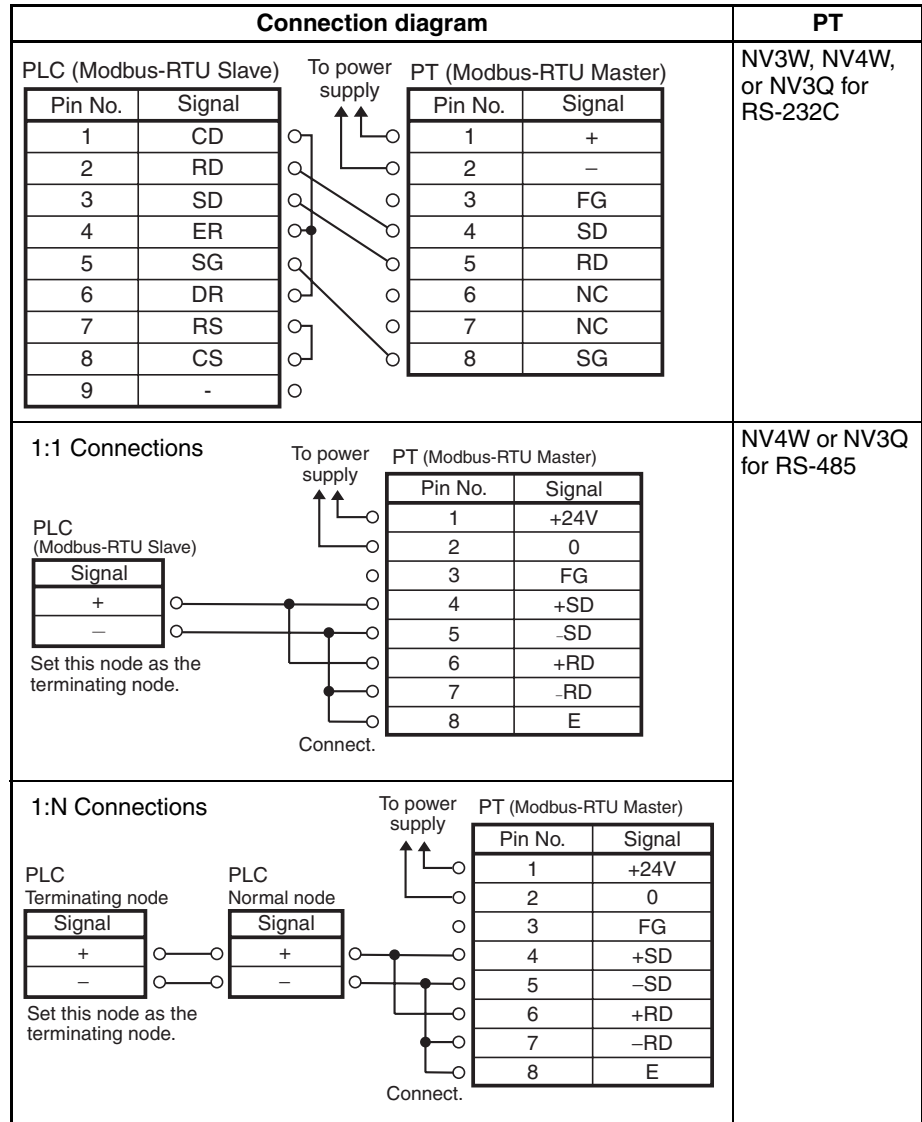 Connection diagram PT
PLC (Modbus-RTU Slave) To power supply PT (Modbus-RTU Master) NV3W, NV4W, or NV3Q for RS-232C
Pin No. Signal Pin No. Signal
1 CD 1 +
2 RD 2 –
3 SD 3 FG
4 ER 4 SD
5 SG 5 RD
6 DR 6 NC
7 RS 7 NC
8 CS 8 SG
9 -
1:1 Connections
To power supply
PT (Modbus-RTU Master)
NV4W or NV3Q for RS-485
PLC
(Modbus-RTU Slave)
Signal
+
–
Set this node as the
terminating node.
Pin No. Signal
1 +24V
2 0
3 FG
4 +SD
5 -SD
6 +RD
7 -RD
8 E
Connect.
1:N Connections
To power supply
PT (Modbus-RTU Master)
PLC
Terminating node
Signal
+
–
Set this node as the
terminating node.
PLC
Normal node
Signal
+
–
Pin No. Signal
1 +24V
2 0
3 FG
4 +SD
5 –SD
6 +RD
7 –RD
8 E
Connect.